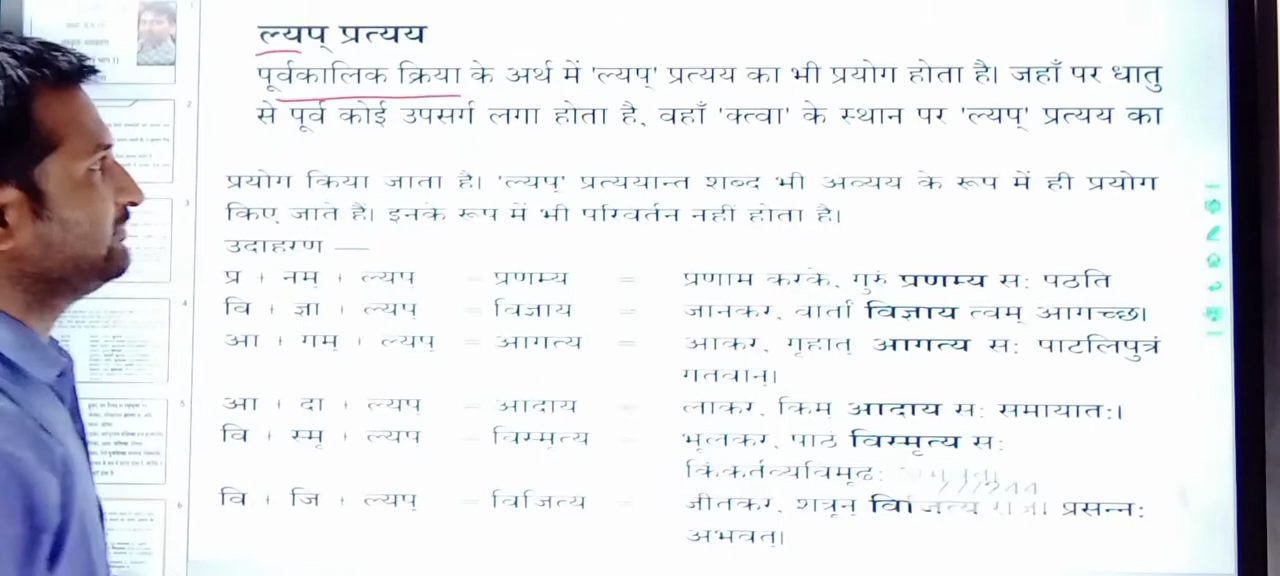 ल्यप् प्रत्यय
पूर्वकालिक क्रिया के अर्थ में 'ल्यप्' प्रत्यय का भी प्रयोग होता है। जहाँ पर धातु
से पूर्व कोई उपसर्ग लगा होता है, वहाँ 'क्त्वा' के स्थान पर 'ल्यप्' प्रत्यय का
प्रयोग किया जाता है। 'ल्यप्' प्रत्ययान्त शब्द भी अव्यय के रूप में ही प्रयोग
किए जाते हैं। इनके रूप में भी परिवर्तन नहीं होता है।
उदाहरण —
प्र + नम् + ल्यप् = प्रणम्य = प्रणाम करके, गुरुं प्रणम्य सः पठति
वि + ज्ञा + ल्यप् = विज्ञाय जानकर, वार्तां विज्ञाय त्वम् आगच्छ।
आ + गम् + ल्यप् = आगत्य = आकर, गृहात् आगत्य सः पाटलिपुत्रं
गतवान्।
आ + दा + ल्यप् = आदाय = लाकर, किम् आदाय सः समायातः।
वि + स्मृ + ल्यप् = विस्मृत्य = भूलकर, पाठं विस्मृत्य सः
किंकर्तव्यविमूढः
वि + जि + ल्यप् = विजित्य = जीतकर, शत्रून् विजित्य राजा प्रसन्नः
अभवत्।